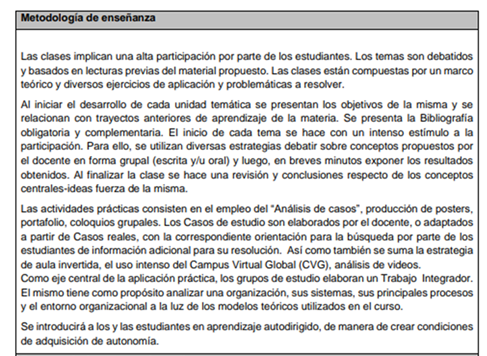 Metodología de enseñanza
Las clases implican una alta participación por parte de los estudiantes. Los temas son debatidos
y basados en lecturas previas del material propuesto. Las clases están compuestas por un marco
teórico y diversos ejercicios de aplicación y problemáticas a resolver.
Al iniciar el desarrollo de cada unidad temática se presentan los objetivos de la misma y se
relacionan con trayectos anteriores de aprendizaje de la materia. Se presenta la Bibliografía
obligatoria y complementaria. El inicio de cada tema se hace con un intenso estímulo a la
participación. Para ello, se utilizan diversas estrategias debatir sobre conceptos propuestos por
el docente en forma grupal (escrita y/u oral) y luego, en breves minutos exponer los resultados
obtenidos. Al finalizar la clase se hace una revisión y conclusiones respecto de los conceptos
centrales-ideas fuerza de la misma.
Las actividades prácticas consisten en el empleo del “Análisis de casos”, producción de posters,
portafolio, coloquios grupales. Los Casos de estudio son elaborados por el docente, o adaptados
a partir de Casos reales, con la correspondiente orientación para la búsqueda por parte de los
estudiantes de información adicional para su resolución. Así como también se suma la estrategia
de aula invertida, el uso intenso del Campus Virtual Global (CVG), análisis de videos.
Como eje central de la aplicación práctica, los grupos de estudio elaboran un Trabajo Integrador.
El mismo tiene como propósito analizar una organización, sus sistemas, sus principales procesos
y el entorno organizacional a la luz de los modelos teóricos utilizados en el curso.
Se introducirá a los y las estudiantes en aprendizaje autodirigido, de manera de crear condiciones
de adquisición de autonomía.